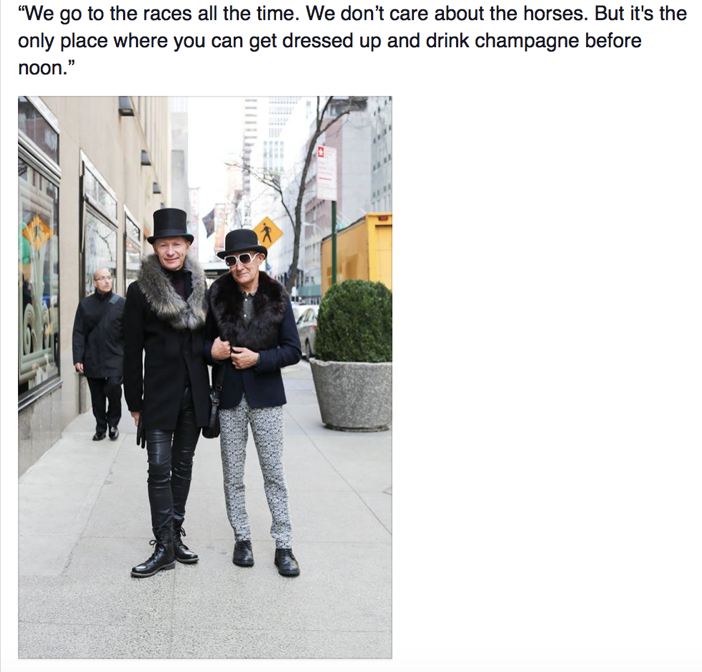 “We go to the races all the time. We don’t care about the horses. But it's the
only place where you can get dressed up and drink champagne before
noon.”